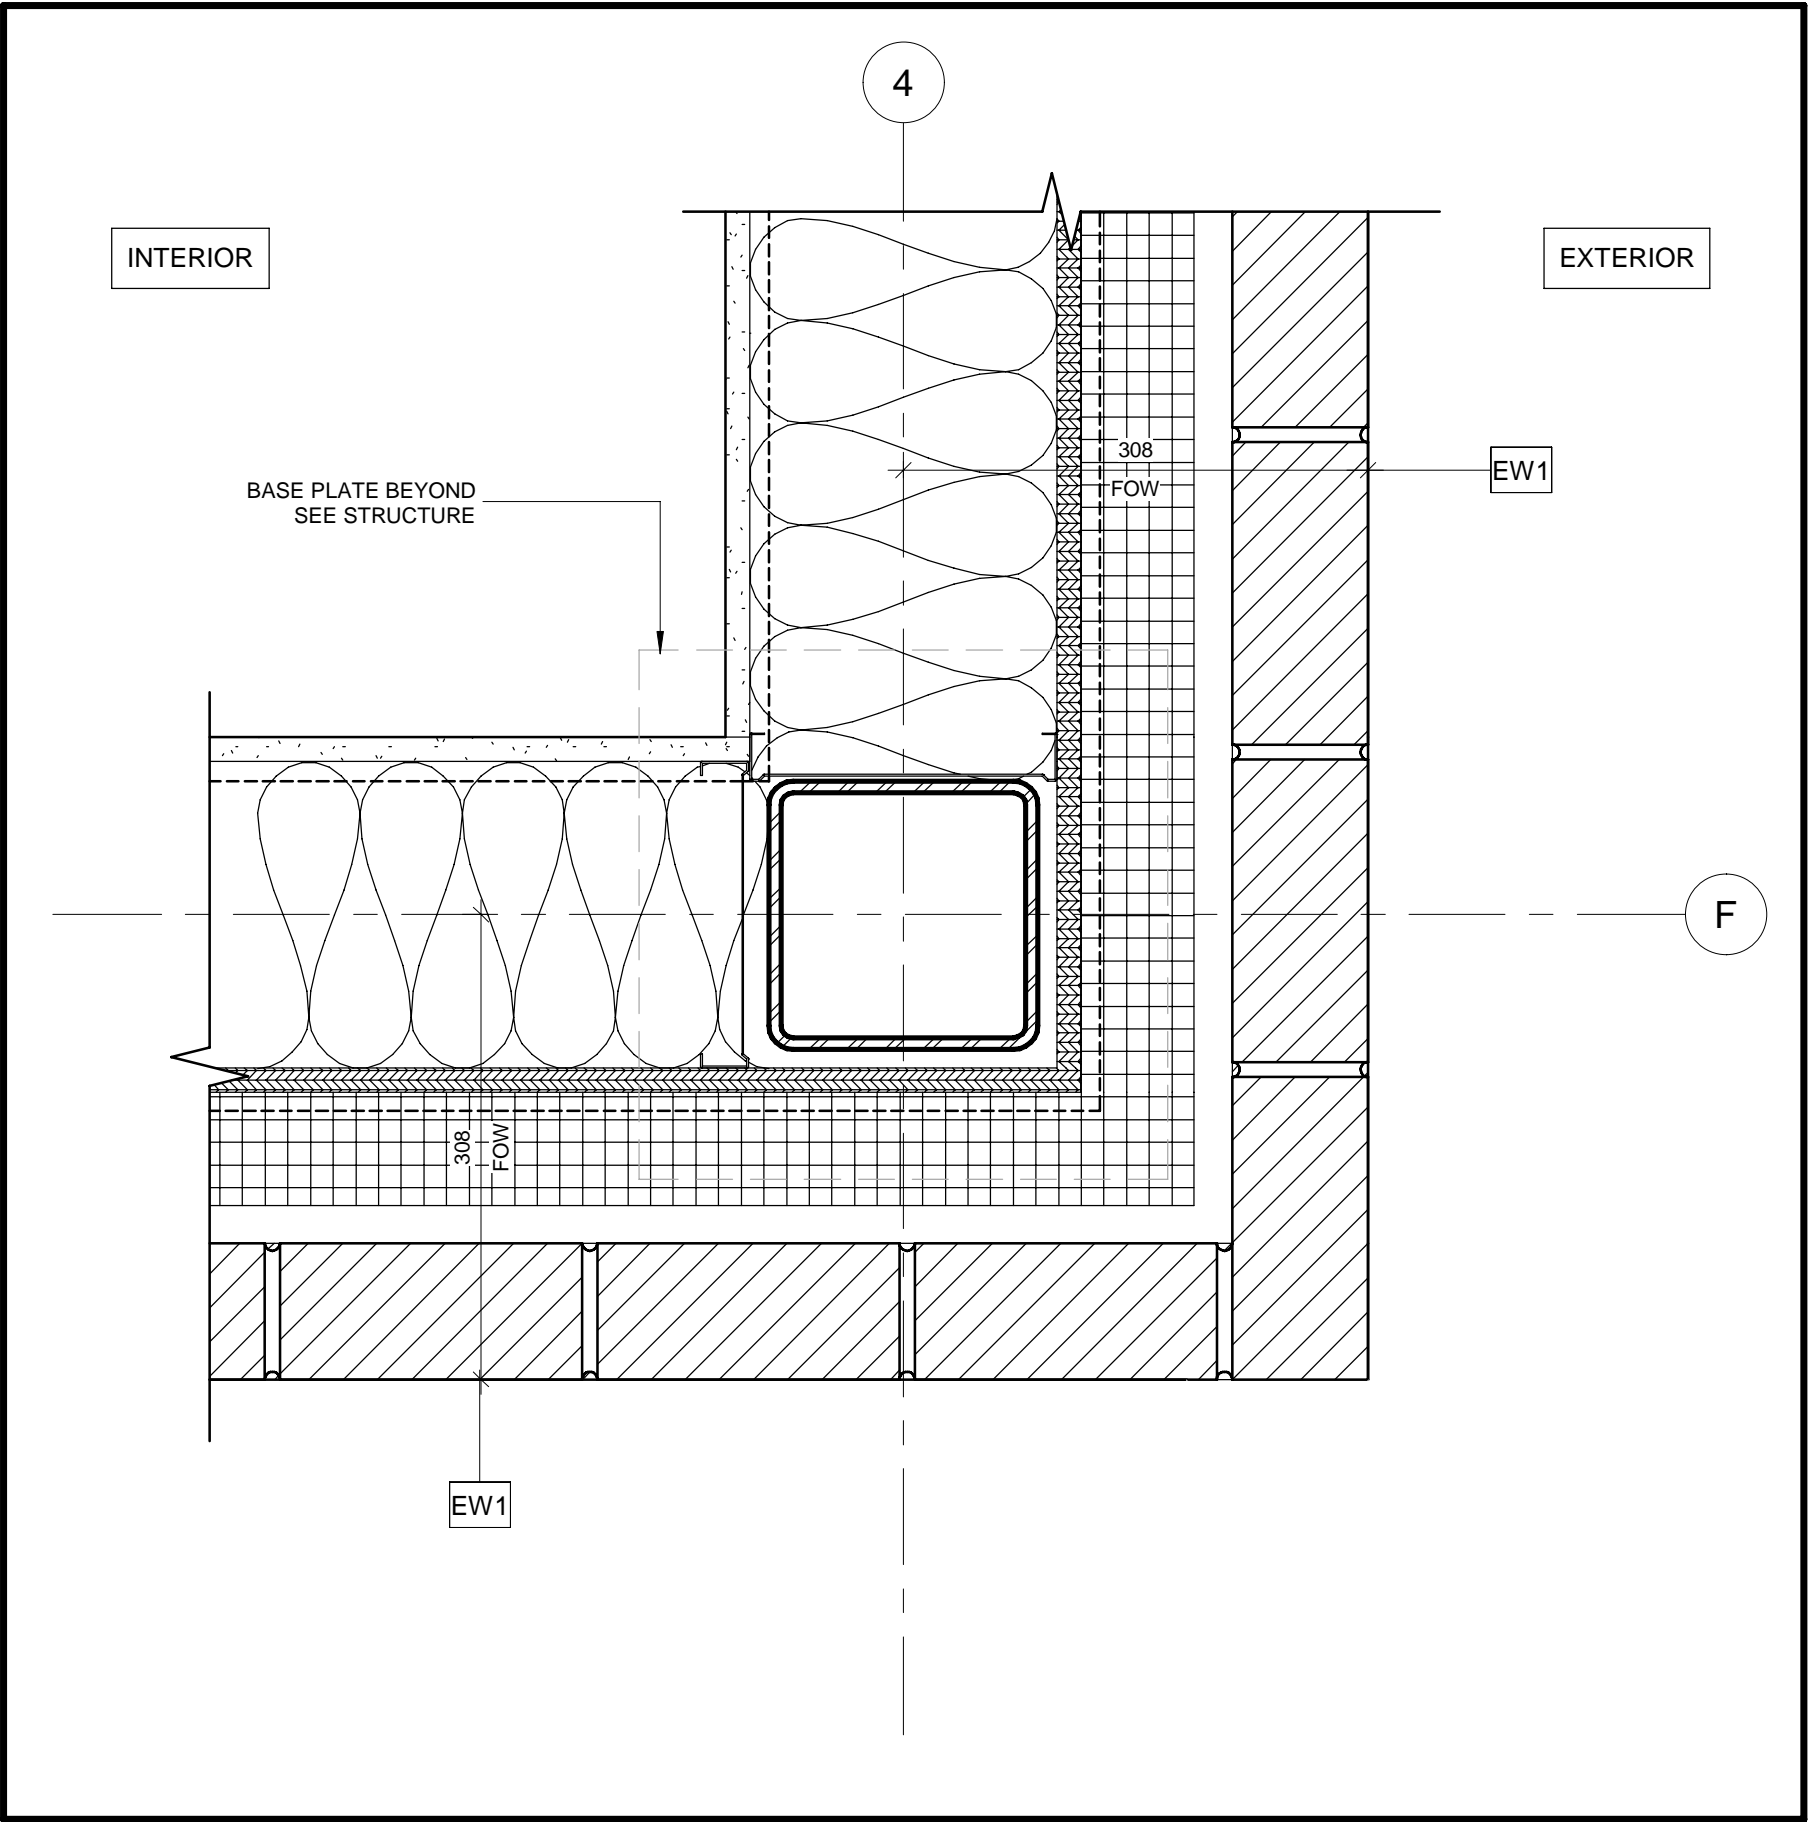 4
INTERIOR
EXTERIOR
308
FOW
EW1
BASE PLATE BEYOND
SEE STRUCTURE
F
308
FOW
EW1